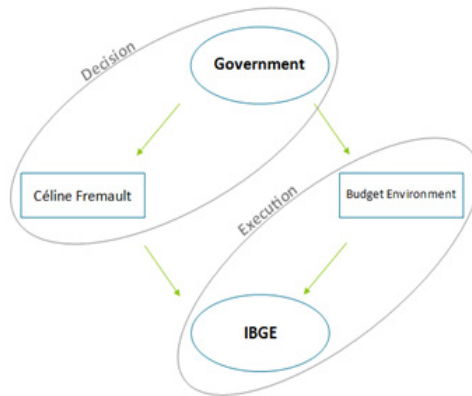 Decision
Government
Céline Fremault
Budget Environment
Execution
IBGE